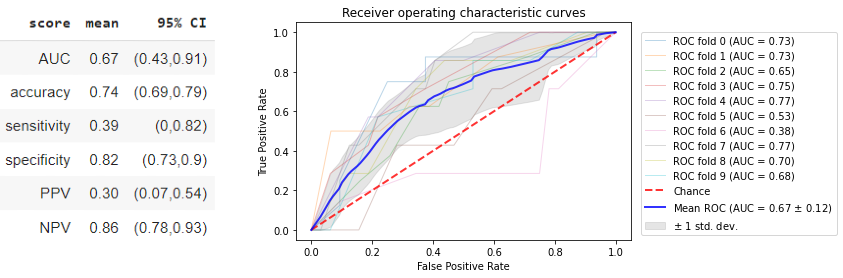 score mean 95% CI
AUC 0.67 (0.43,0.91)
accuracy 0.74 (0.69,0.79)
sensitivity 0.39 (0,0.82)
specificity 0.82 (0.73,0.9)
PPV 0.30 (0.07,0.54)
NPV 0.86 (0.78,0.93)
Receiver operating characteristic curves
1.0
0.8
0.6
0.4
0.2
0.0
True Positive Rate
0.0 0.2 0.4 0.6 0.8 1.0
False Positive Rate
ROC fold 0 (AUC = 0.73)
ROC fold 1 (AUC = 0.73)
ROC fold 2 (AUC = 0.65)
ROC fold 3 (AUC = 0.75)
ROC fold 4 (AUC = 0.77)
ROC fold 5 (AUC = 0.53)
ROC fold 6 (AUC = 0.38)
ROC fold 7 (AUC = 0.77)
ROC fold 8 (AUC = 0.70)
ROC fold 9 (AUC = 0.68)
Chance
Mean ROC (AUC = 0.67 ± 0.12)
± 1 std. dev.